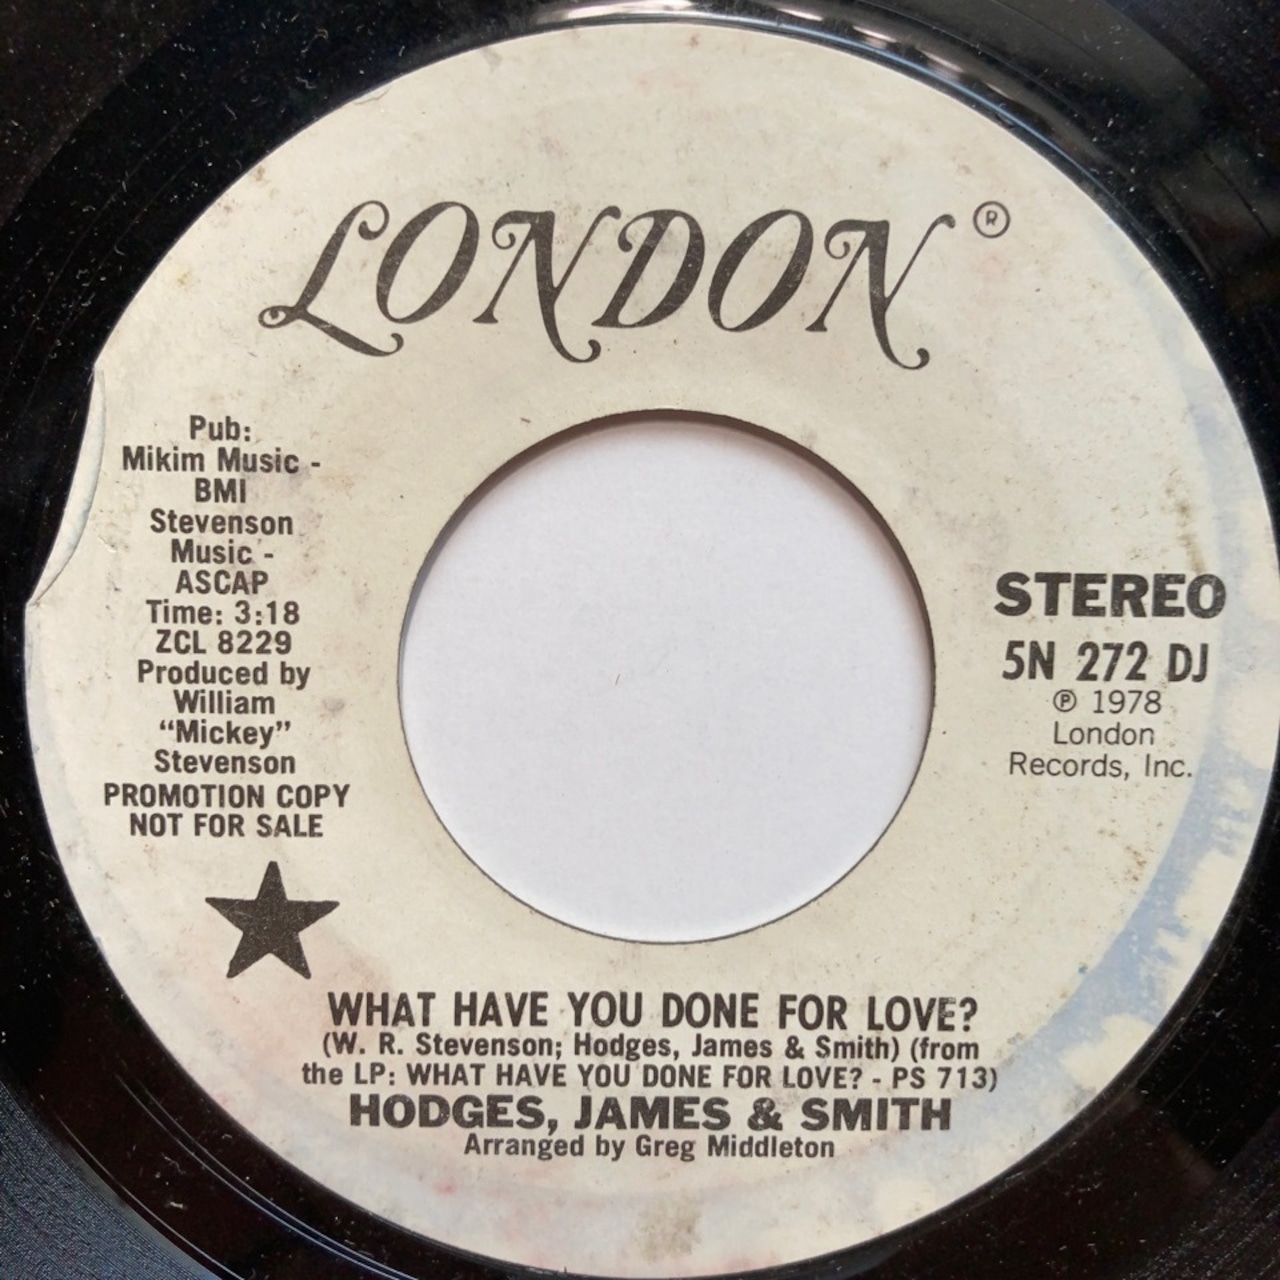 LONDON®
Pub:
Mikim Music -
BMI
Stevenson
Music -
ASCAP
Time: 3:18
ZCL 8229
Produced by
William
“Mickey”
Stevenson
PROMOTION COPY
NOT FOR SALE
STEREO
5N 272 DJ
℗ 1978
London
Records, Inc.
WHAT HAVE YOU DONE FOR LOVE?
(W. R. Stevenson; Hodges, James & Smith) (from
the LP: WHAT HAVE YOU DONE FOR LOVE? - PS 713)
HODGES, JAMES & SMITH
Arranged by Greg Middleton